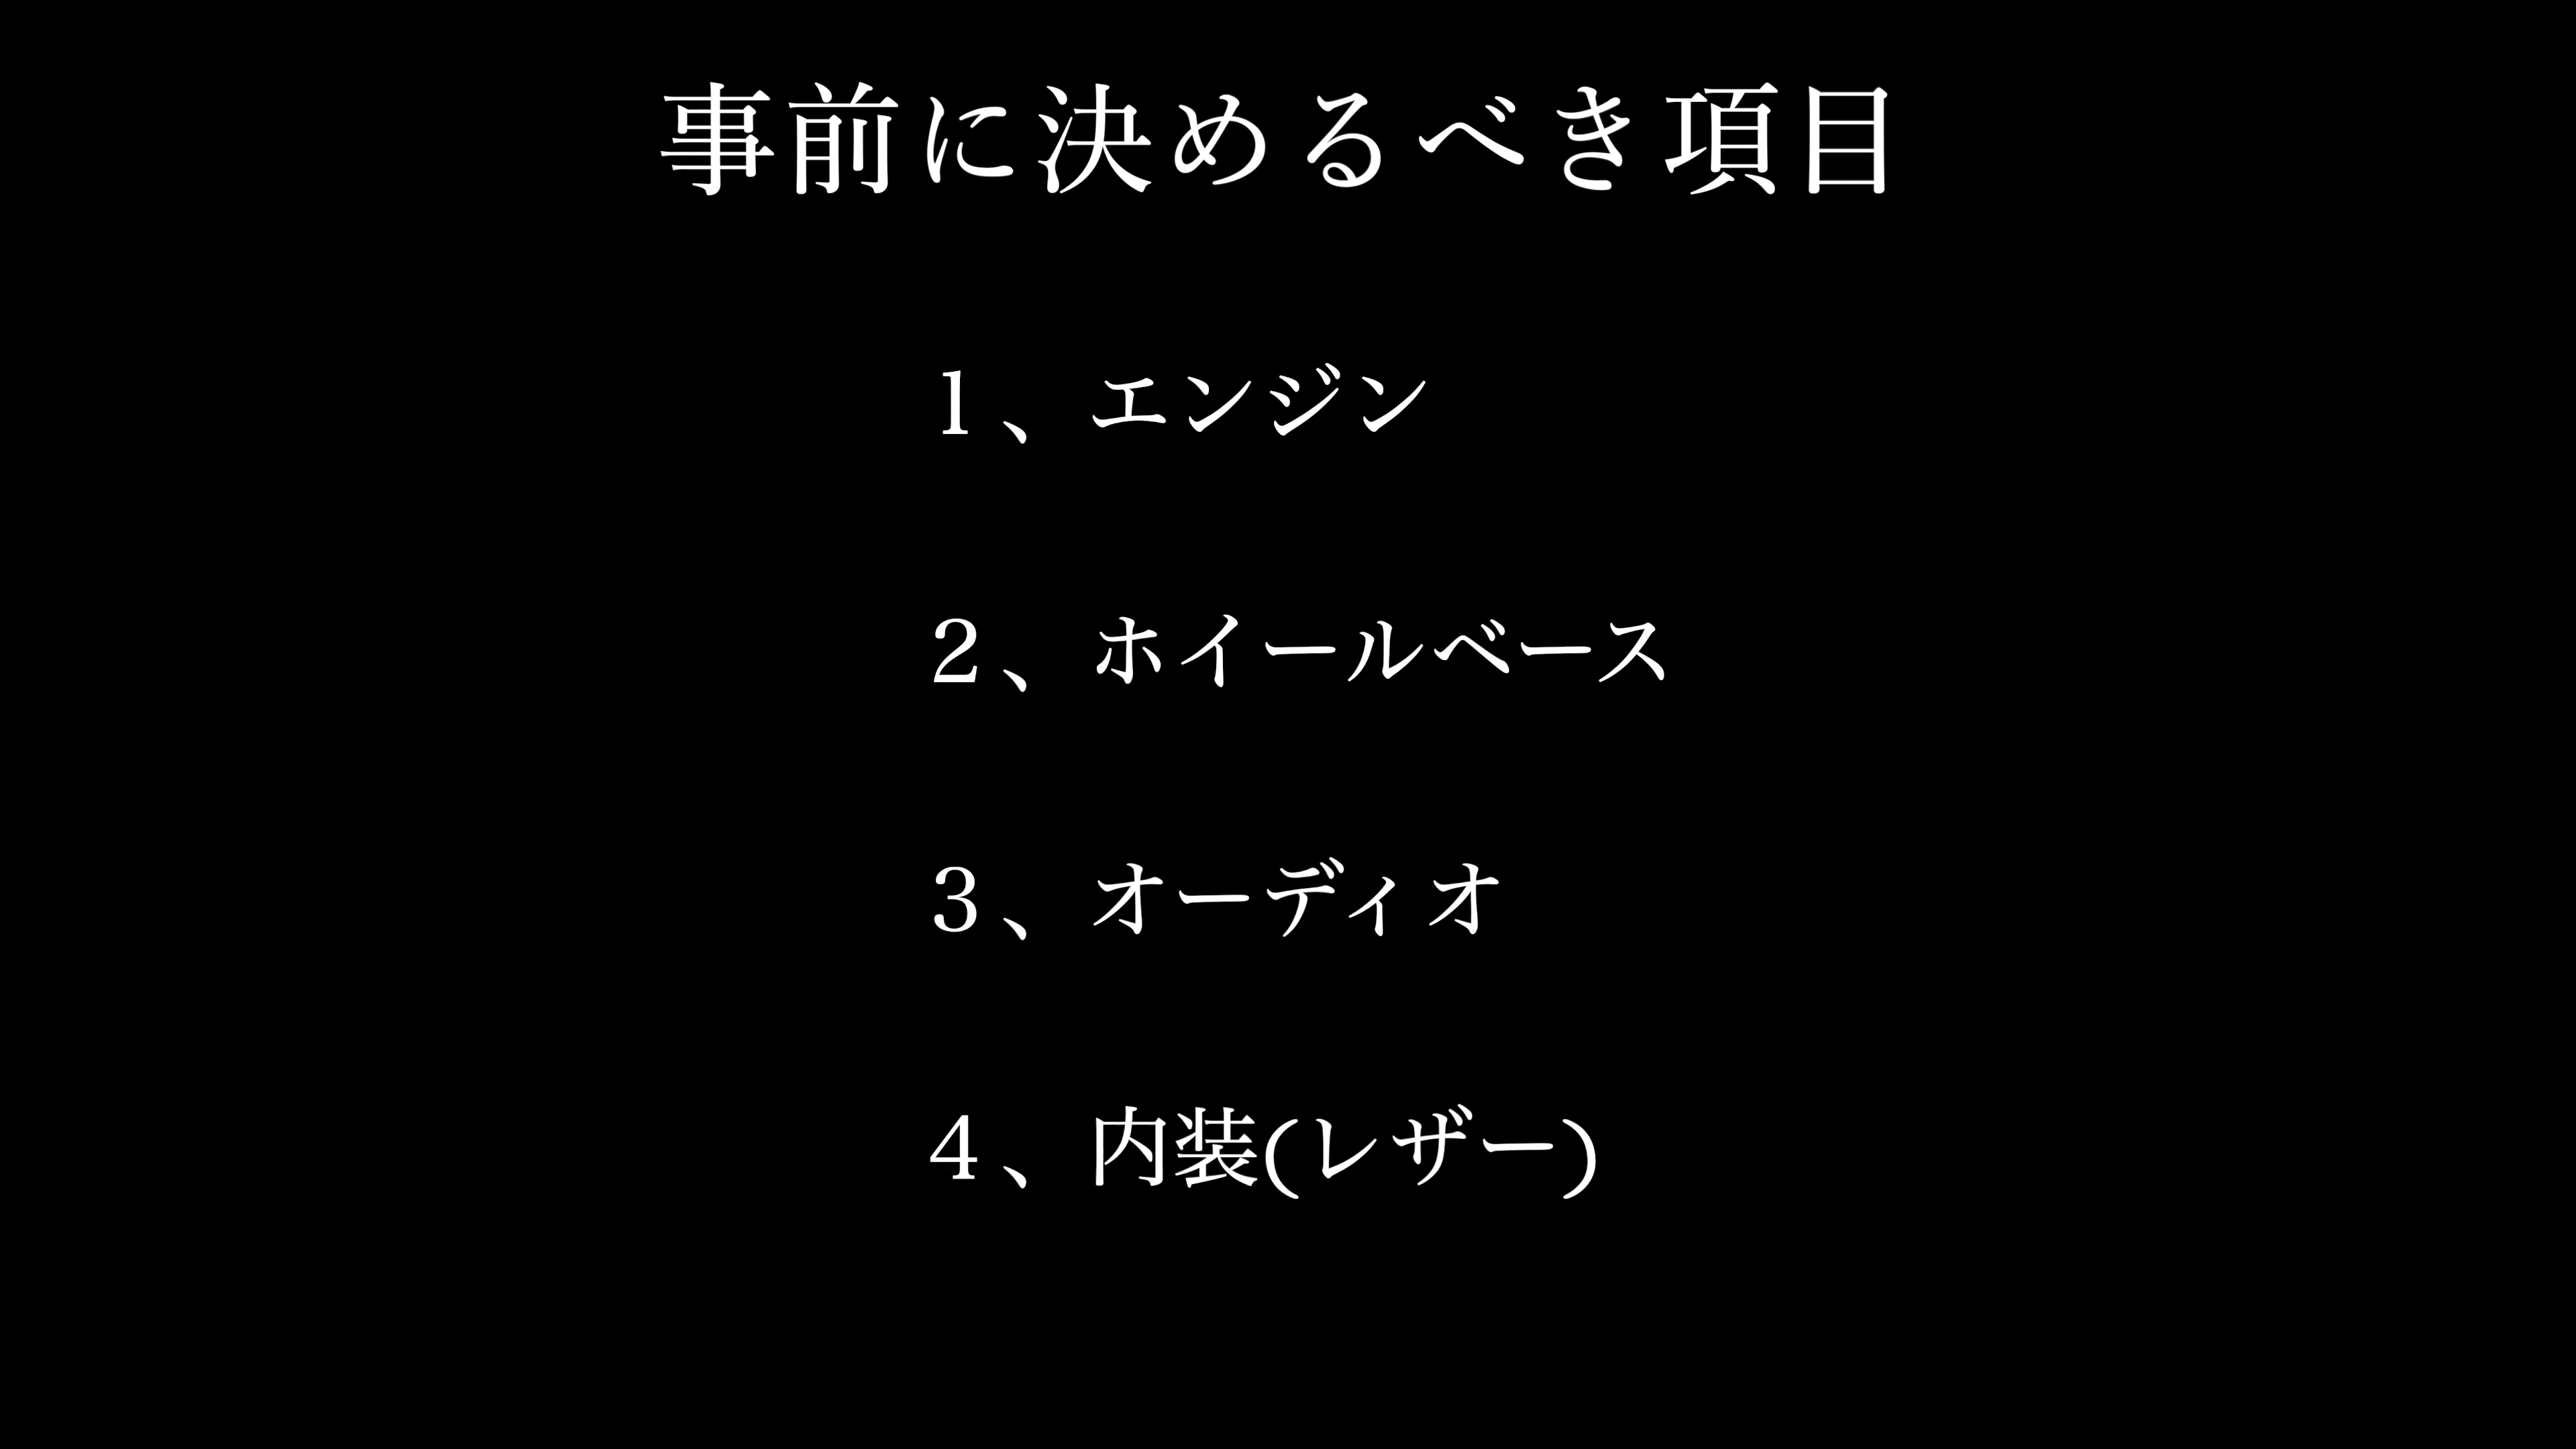 事前に決めるべき項目
1、エンジン
2、ホイールベース
3、オーディオ
4、内装(レザー)